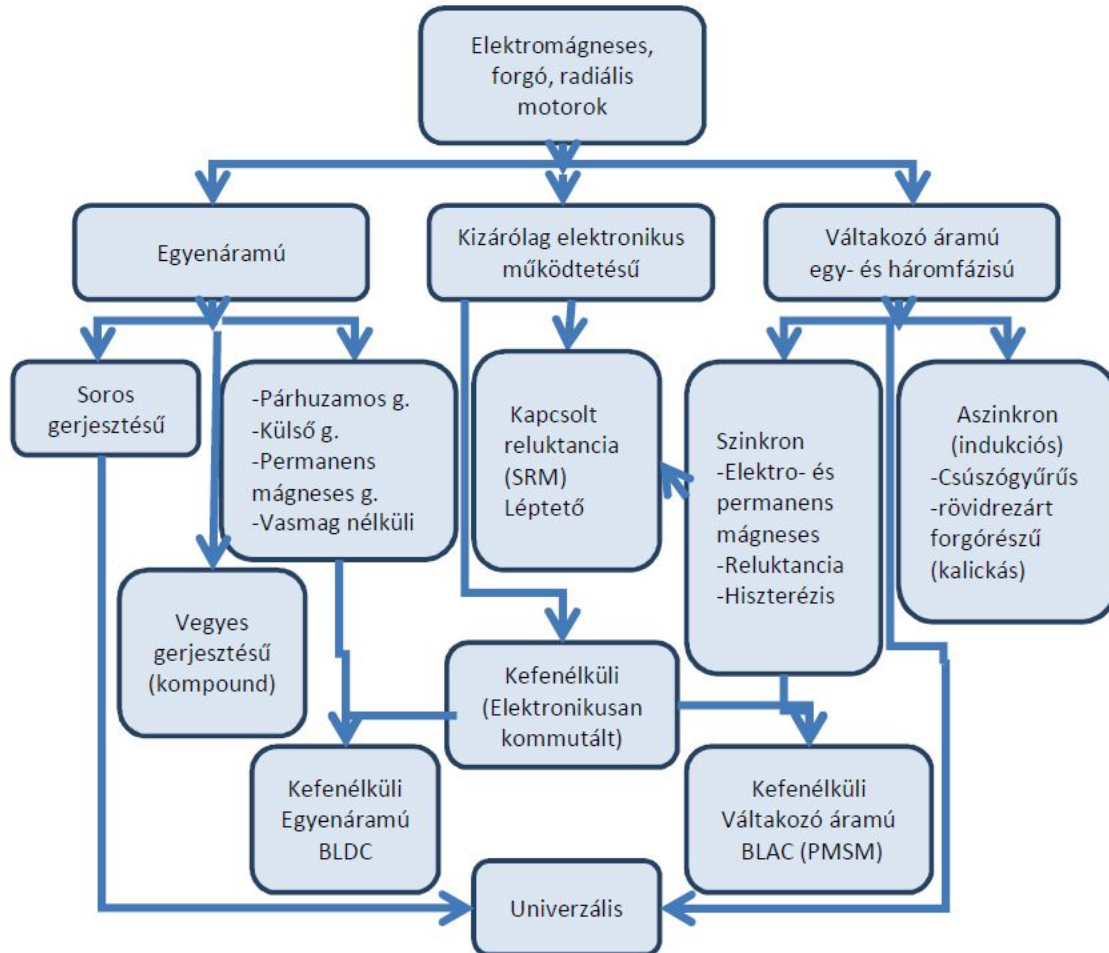 Elektromágneses,
forgó, radiális
motorok
Egyenáramú
Kizárólag elektronikus
működtetésű
Váltakozó áramú
egy- és háromfázisú
Soros
gerjesztésű
-Párhuzamos g.
-Külső g.
-Permanens
mágneses g.
-Vasmag nélküli
Kapcsolt
reluktancia
(SRM)
Léptető
Szinkron
-Elektro- és
permanens
mágneses
-Reluktancia
-Hiszterézis
Aszinkron
(indukciós)
-Csúszógyűrűs
-rövidrezárt
forgórészű
(kalickás)
Vegyes
gerjesztésű
(kompound)
Kefenélküli
(Elektronikusan
kommutált)
Kefenélküli
Egyenáramú
BLDC
Kefenélküli
Váltakozó áramú
BLAC (PMSM)
Univerzális